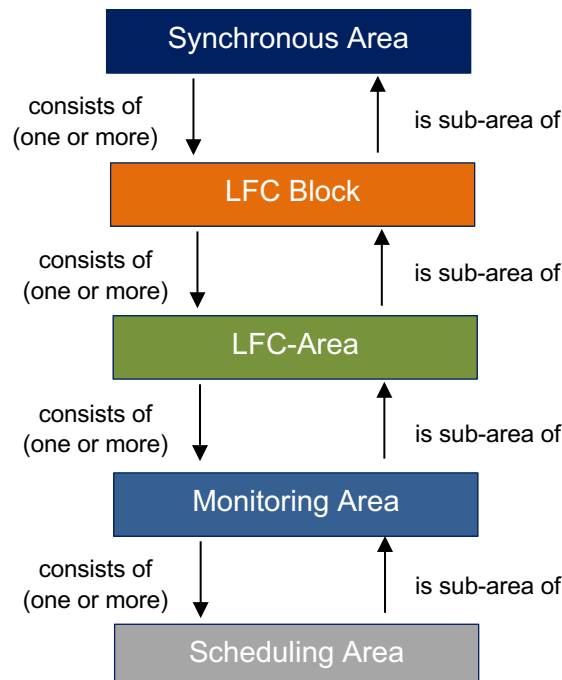 Synchronous Area
consists of
(one or more)
is sub-area of
LFC Block
consists of
(one or more)
is sub-area of
LFC-Area
consists of
(one or more)
is sub-area of
Monitoring Area
consists of
(one or more)
is sub-area of
Scheduling Area